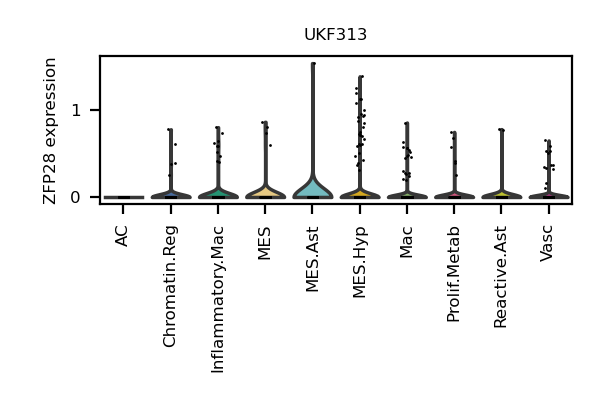 UKF313
ZFP28 expression
1
0
AC
Chromatin.Reg
Inflammatory.Mac
MES
MES.Ast
MES.Hyp
Mac
Prolif.Metab
Reactive.Ast
Vasc